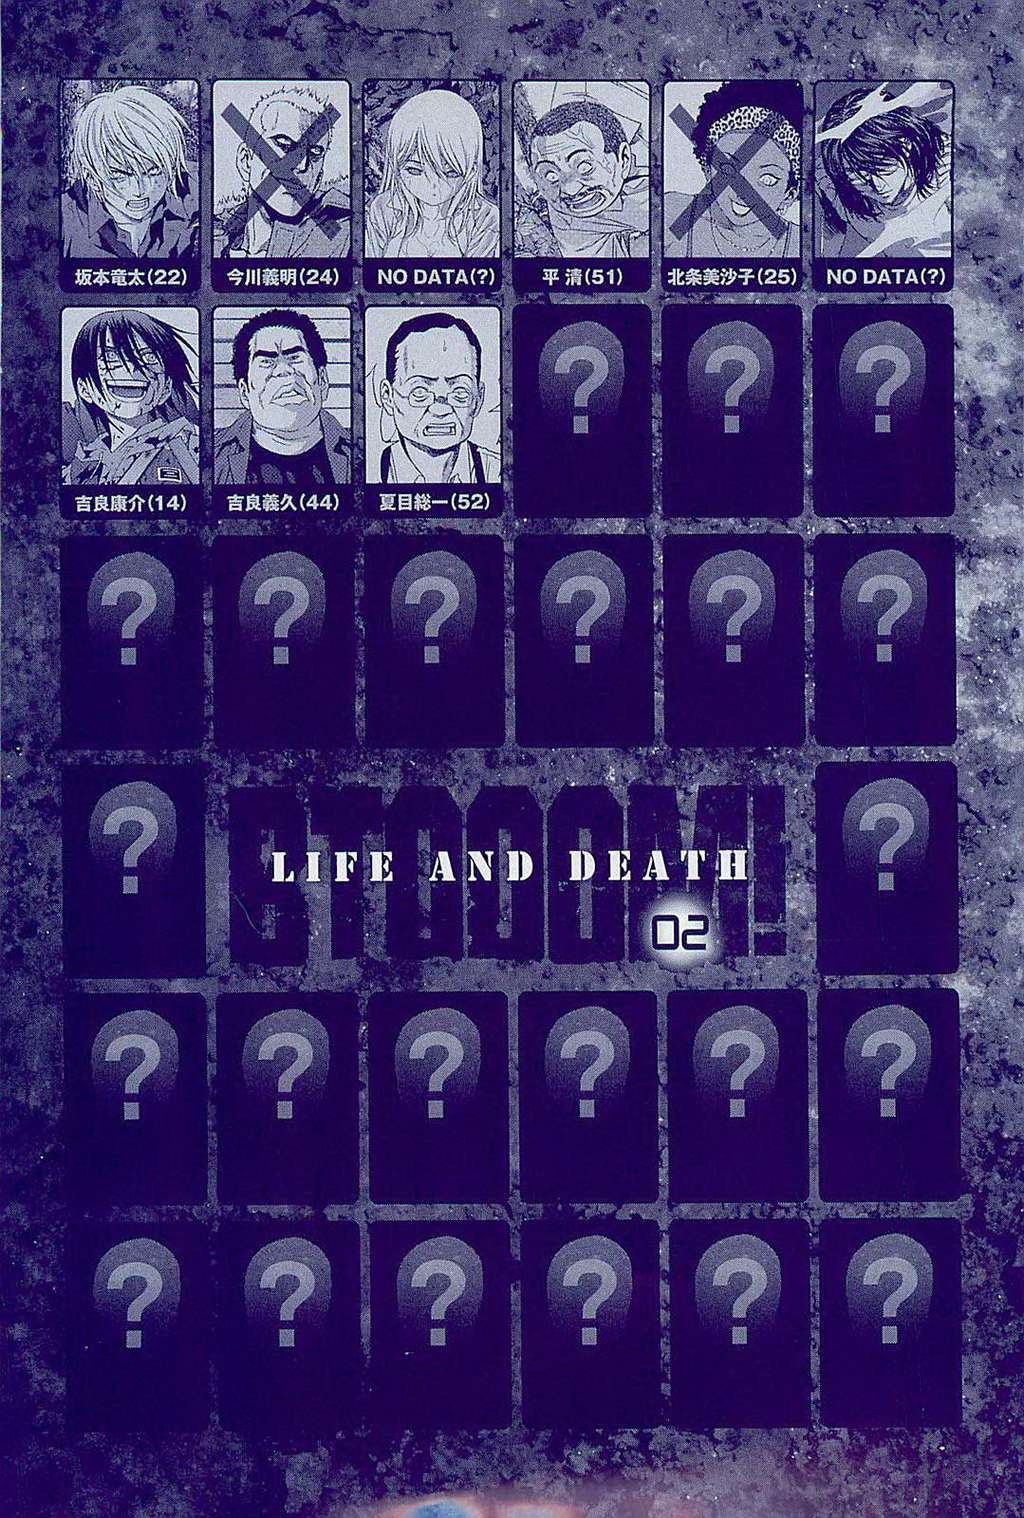 坂本竜太(22) 今川義明(24) NO DATA(?) 平 清(51) 北条美沙子(25) NO DATA(?)
吉良康介(14) 吉良義久(44) 夏目総一(52) ? ? ?
? ? ? ? ? ?
? BTOOOM! ?
LIFE AND DEATH
02
? ? ? ? ? ?
? ? ? ? ? ?